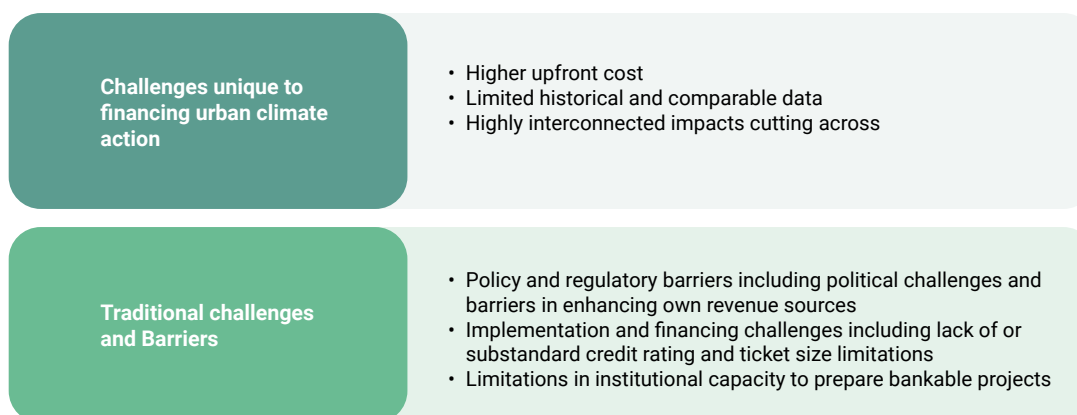 Challenges unique to
financing urban climate
action
• Higher upfront cost
• Limited historical and comparable data
• Highly interconnected impacts cutting across
Traditional challenges
and Barriers
• Policy and regulatory barriers including political challenges and
barriers in enhancing own revenue sources
• Implementation and financing challenges including lack of or
substandard credit rating and ticket size limitations
• Limitations in institutional capacity to prepare bankable projects